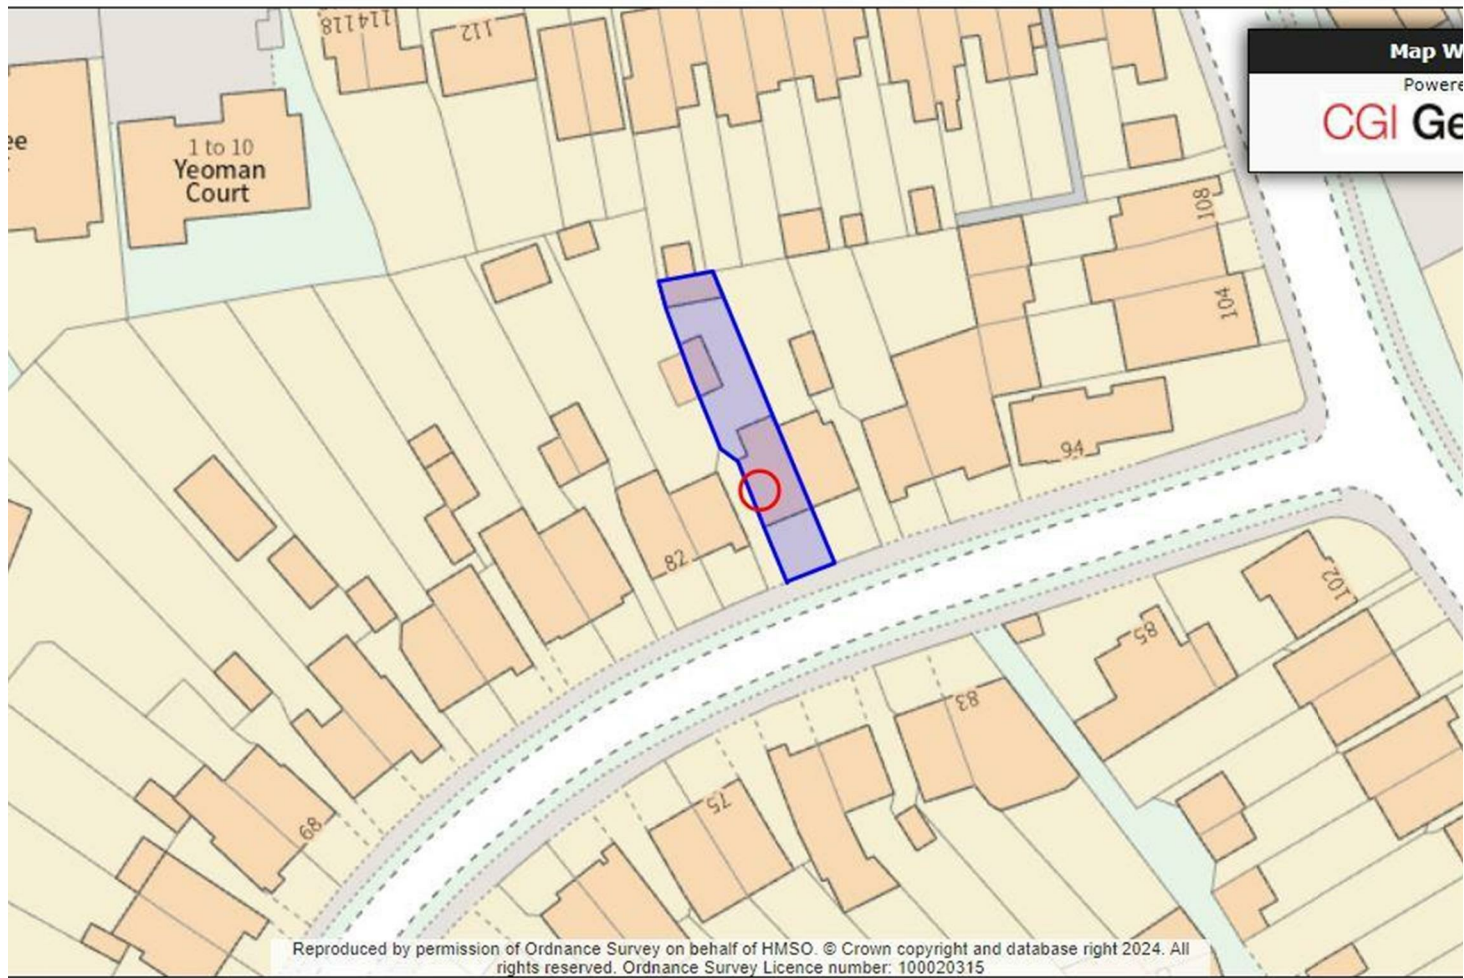 118
114
112
Map W
Powere
CGI Ge
ee
1 to 10
Yeoman
Court
108
104
94
82
102
85
83
75
68
Reproduced by permission of Ordnance Survey on behalf of HMSO. © Crown copyright and database right 2024. All
rights reserved. Ordnance Survey Licence number: 100020315